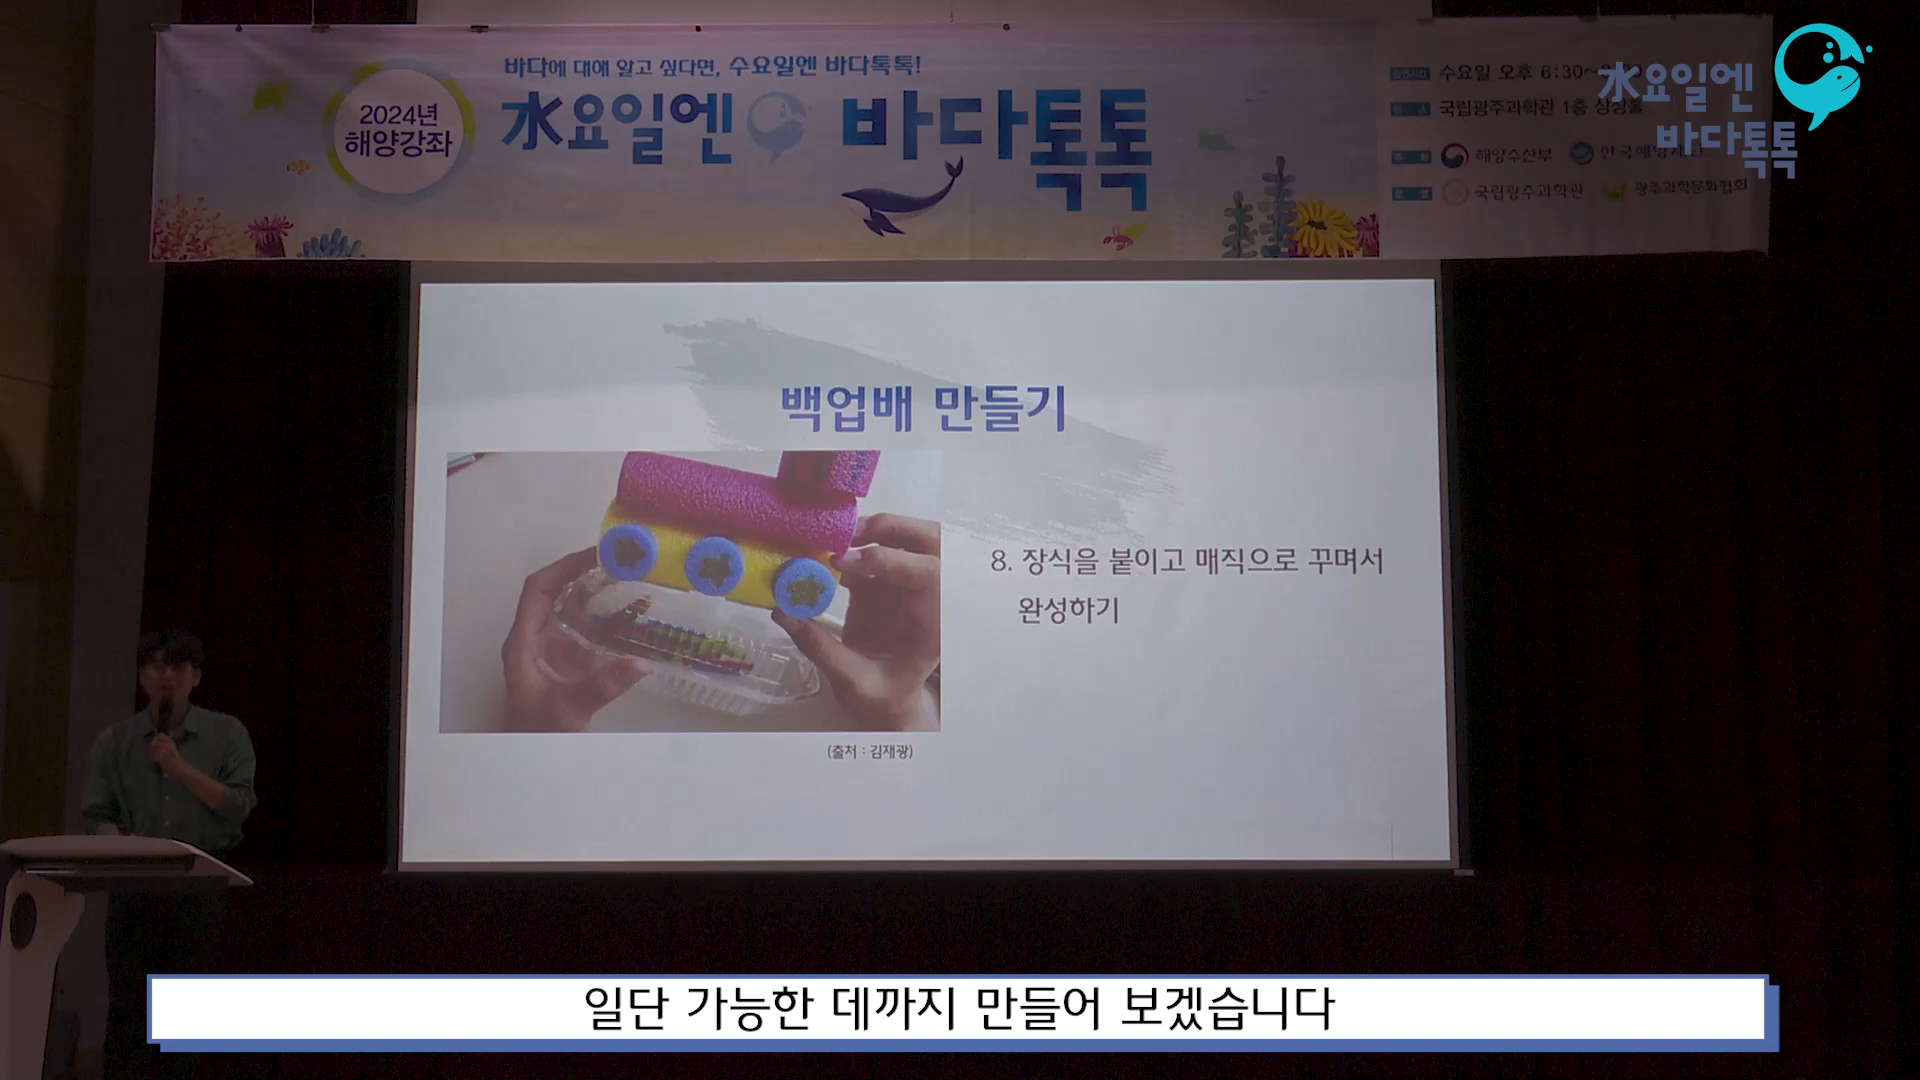 바다에 대해 알고 싶다면, 수요일엔 바다톡톡!
2024년
해양강좌
水요일엔 바다톡톡
수요일 오후 6:30~
국립광주과학관 1층
해양수산부
국립광주과학관 광주과학문화협회
水요일엔
바다톡톡
백업배 만들기
8. 장식을 붙이고 매직으로 꾸며서
완성하기
(출처 : 김재광)
일단 가능한 데까지 만들어 보겠습니다